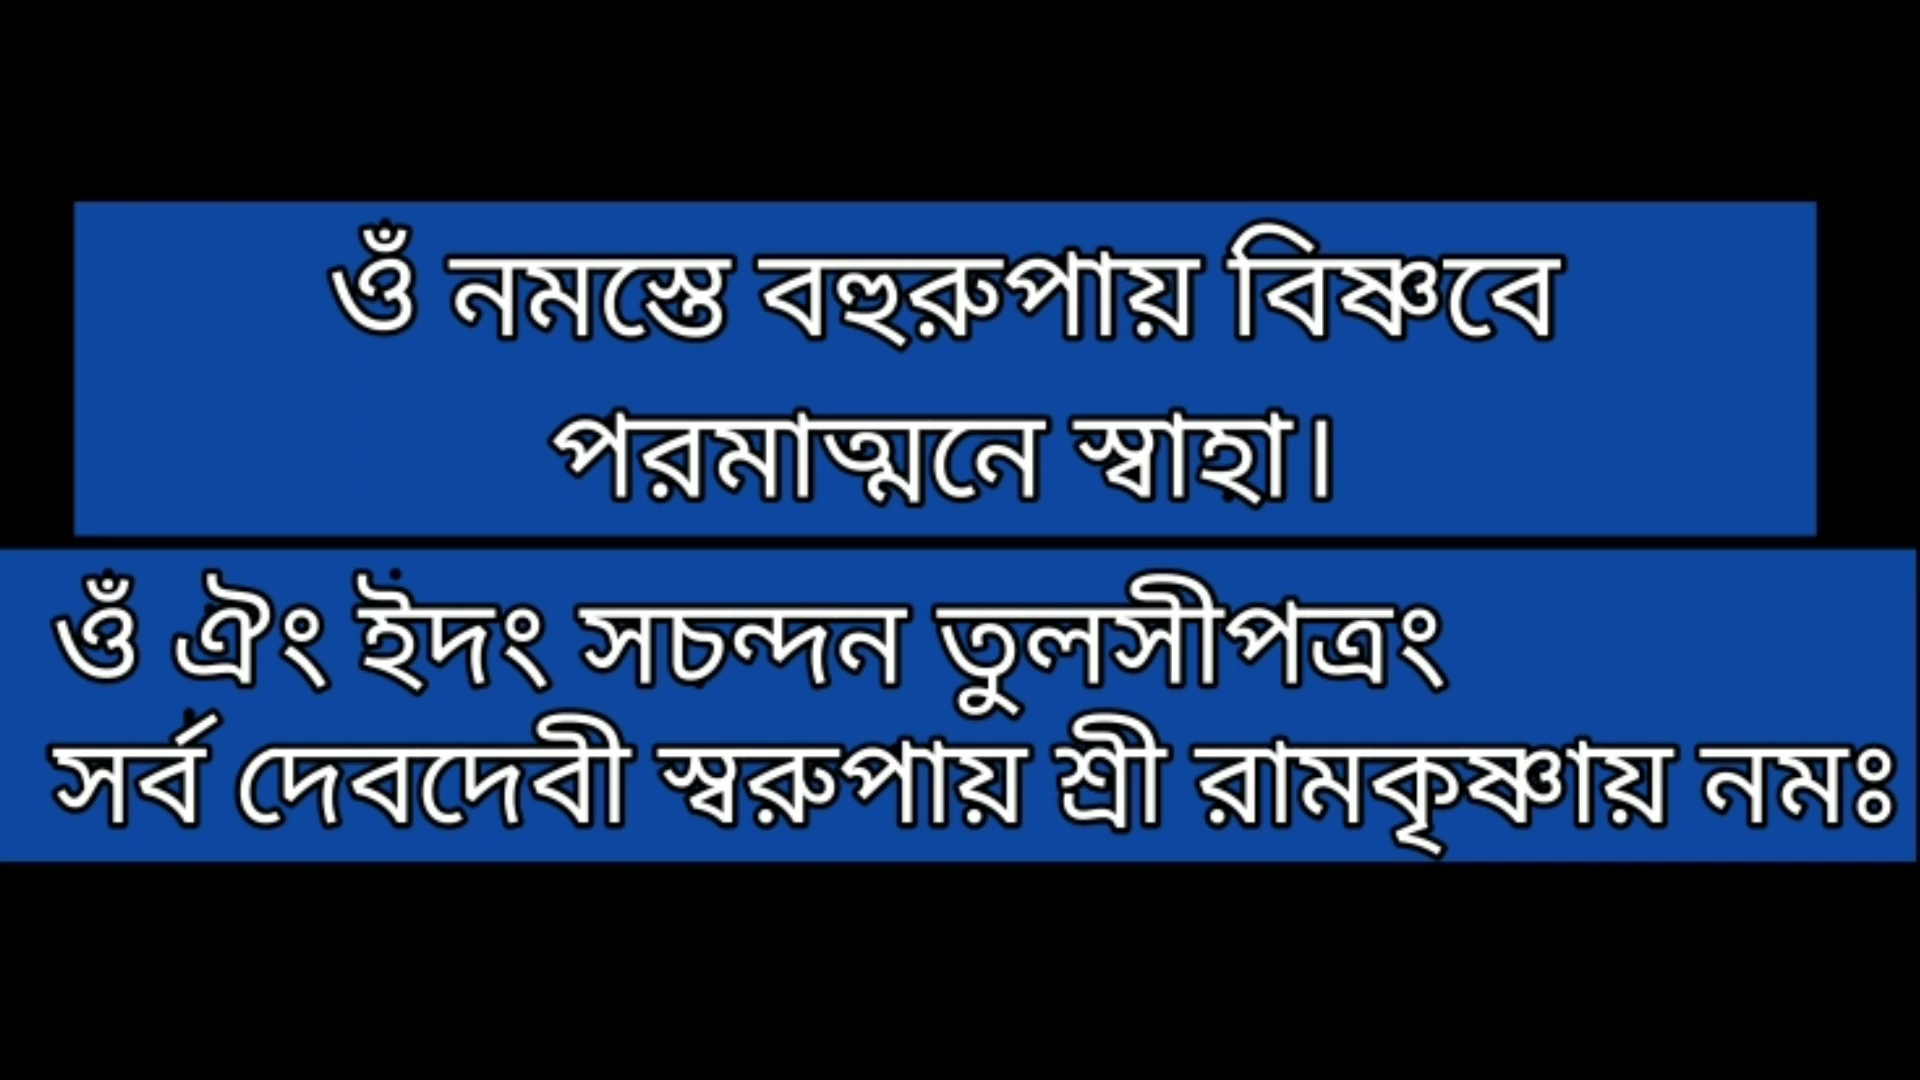 ওঁ নমস্তে বহুরুপায় বিষ্ণবে
পরমাত্মনে স্বাহা।
ওঁ ঐং ইদং সচন্দন তুলসীপত্রং
সর্ব দেবদেবী স্বরুপায় শ্রী রামকৃষ্ণায় নমঃ